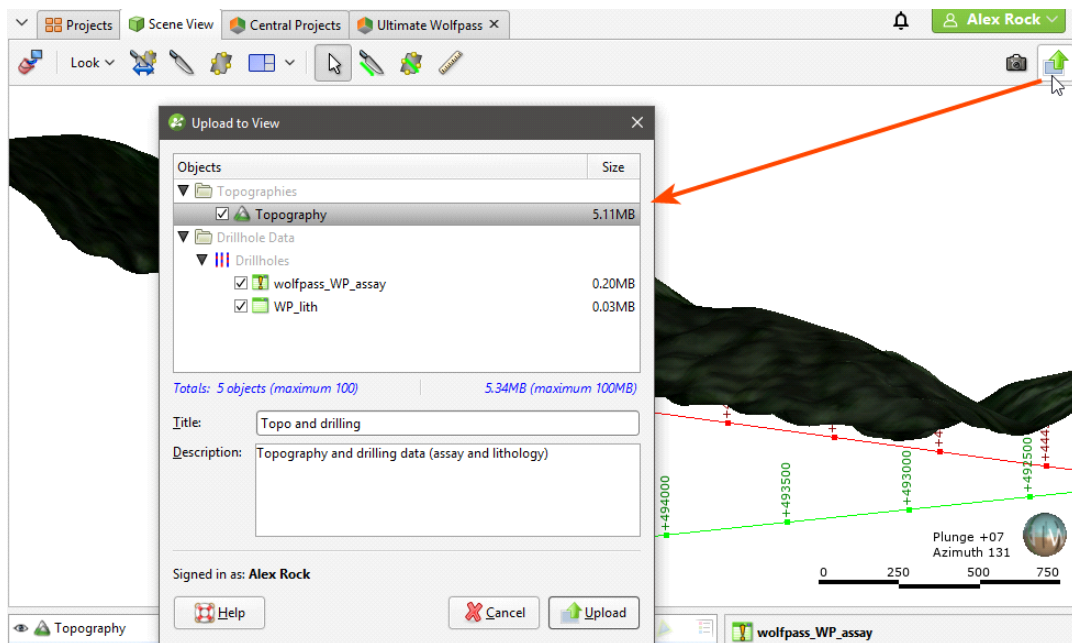 Projects Scene View Central Projects Ultimate Wolfpass Alex Rock
Look
Upload to View
Objects Size
Topographies
Topography 5.11MB
Drillhole Data
Drillholes
wolfpass_WP_assay 0.20MB
WP_lith 0.03MB
Totals: 5 objects (maximum 100) 5.34MB (maximum 100MB)
Title: Topo and drilling
Description: Topography and drilling data (assay and lithology)
+494000
+493500
+493000
+492500
Plunge +07
Azimuth 131
0 250 500 750
Signed in as: Alex Rock
Help Cancel Upload
Topography wolfpass_WP_assay